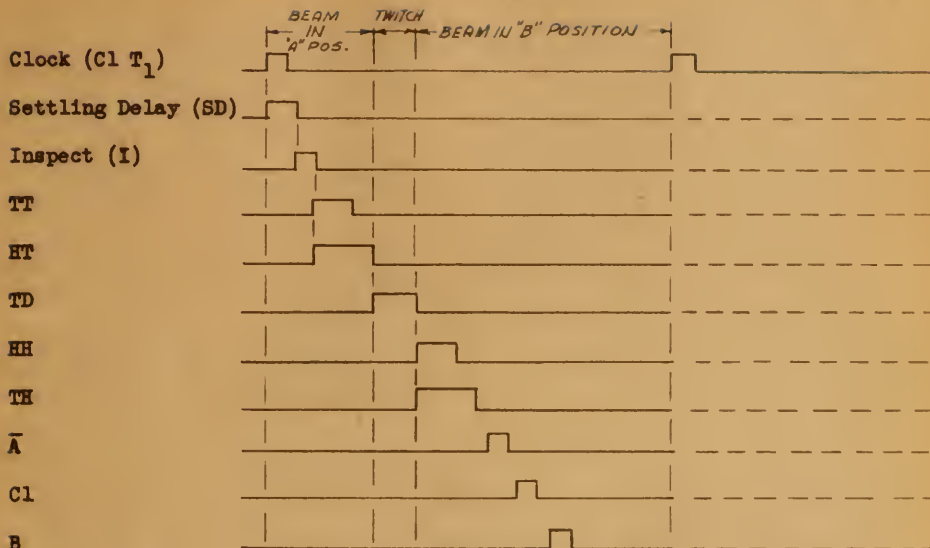 BEAM
IN
"A" POS.
TWITCH
BEAM IN "B" POSITION
Clock (Cl T1)
Settling Delay (SD)
Inspect (I)
TT
HT
TD
HH
TH
A̅
Cl
B